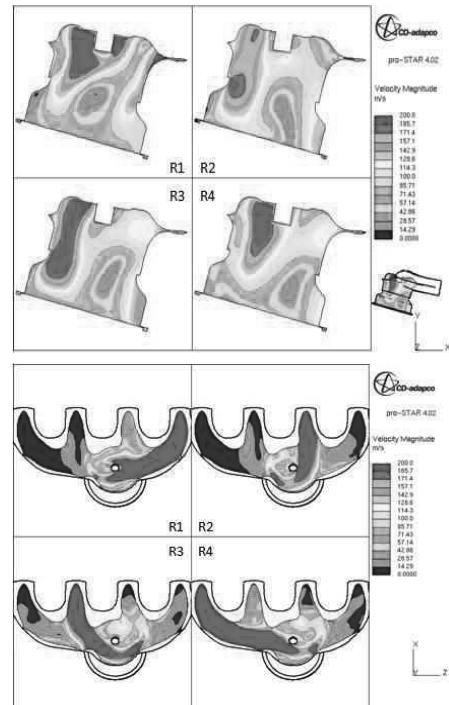 CD-adapco
pro-STAR 4.02
Velocity Magnitude
m/s
200.0
185.7
171.4
157.1
142.9
128.6
114.3
100.0
85.71
71.43
57.14
42.86
28.57
14.29
0.0000
R1 R2
R3 R4
Y
Z X
CD-adapco
pro-STAR 4.02
Velocity Magnitude
m/s
200.0
185.7
171.4
157.1
142.9
128.6
114.3
100.0
85.71
71.43
57.14
42.86
28.57
14.29
0.0000
R1 R2
R3 R4
X
Y Z